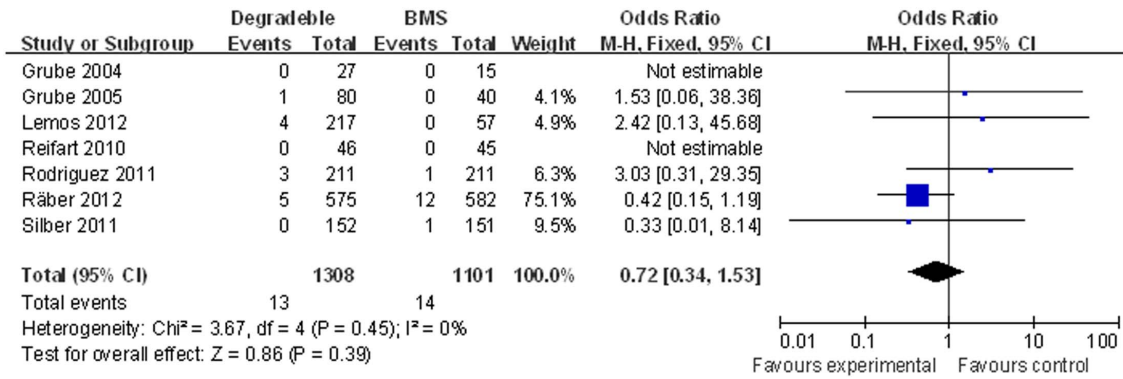 Degradeble BMS Odds Ratio Odds Ratio
Study or Subgroup Events Total Events Total Weight M-H, Fixed, 95% CI M-H, Fixed, 95% CI
Grube 2004 0 27 0 15 Not estimable
Grube 2005 1 80 0 40 4.1% 1.53 [0.06, 38.36]
Lemos 2012 4 217 0 57 4.9% 2.42 [0.13, 45.68]
Reifart 2010 0 46 0 45 Not estimable
Rodriguez 2011 3 211 1 211 6.3% 3.03 [0.31, 29.35]
Räber 2012 5 575 12 582 75.1% 0.42 [0.15, 1.19]
Silber 2011 0 152 1 151 9.5% 0.33 [0.01, 8.14]
Total (95% CI) 1308 1101 100.0% 0.72 [0.34, 1.53]
Total events 13 14
Heterogeneity: Chi² = 3.67, df = 4 (P = 0.45); I² = 0%
Test for overall effect: Z = 0.86 (P = 0.39)
0.01 0.1 1 10 100
Favours experimental Favours control